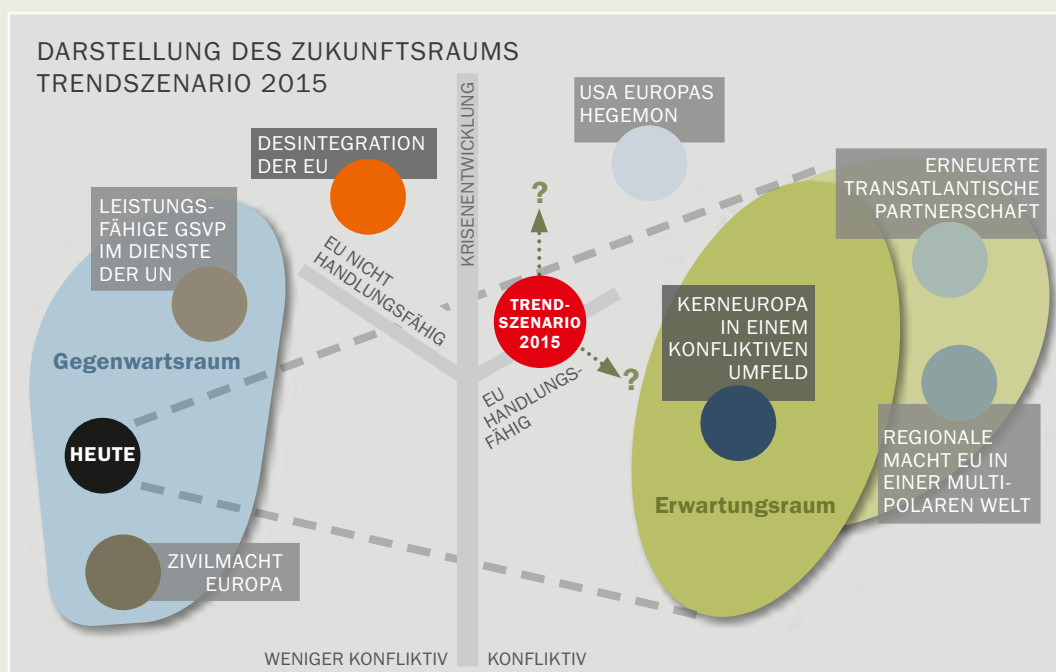 DARSTELLUNG DES ZUKUNFTSRAUMS
TRENDSZENARIO 2015
KRISENENTWICKLUNG
USA EUROPAS
HEGEMON
DESINTEGRATION
DER EU
ERNEUERTE
TRANSATLANTISCHE
PARTNERSCHAFT
LEISTUNGS-
FÄHIGE GSVP
IM DIENSTE
DER UN
?
EU NICHT
HANDLUNGSFÄHIG
TREND-
SZENARIO
2015
KERNEUROPA
IN EINEM
KONFLIKTIVEN
UMFELD
Gegenwartsraum
?
EU
HANDLUNGS-
FÄHIG
HEUTE
REGIONALE
MACHT EU IN
EINER MULTI-
POLAREN WELT
Erwartungsraum
ZIVILMACHT
EUROPA
WENIGER KONFLIKTIV
KONFLIKTIV